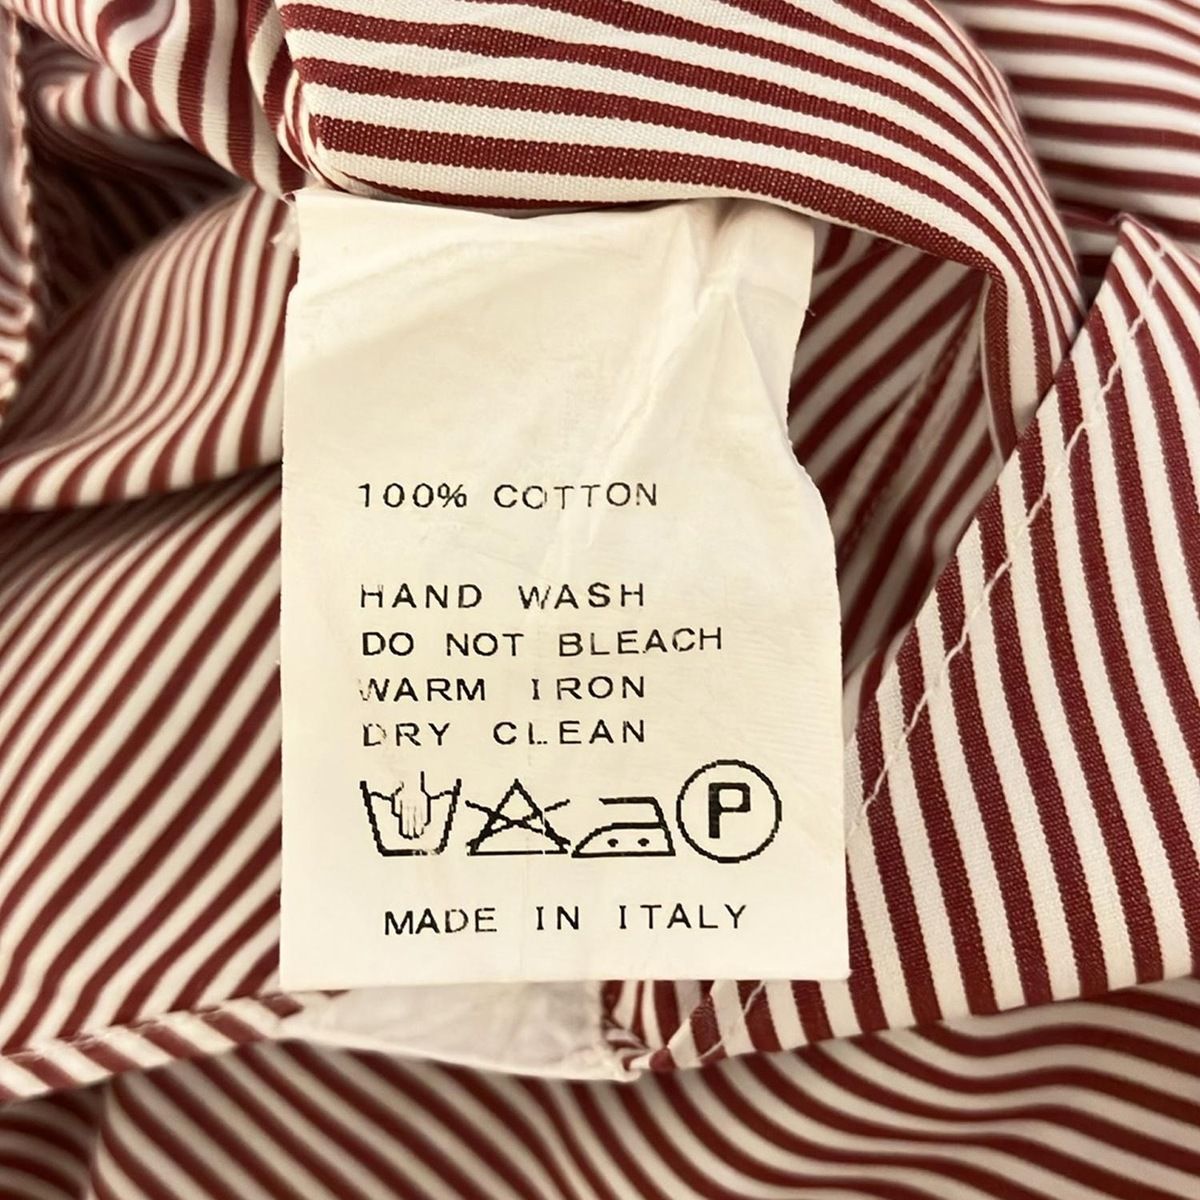 100% COTTON
HAND WASH
DO NOT BLEACH
WARM IRON
DRY CLEAN
P
MADE IN ITALY